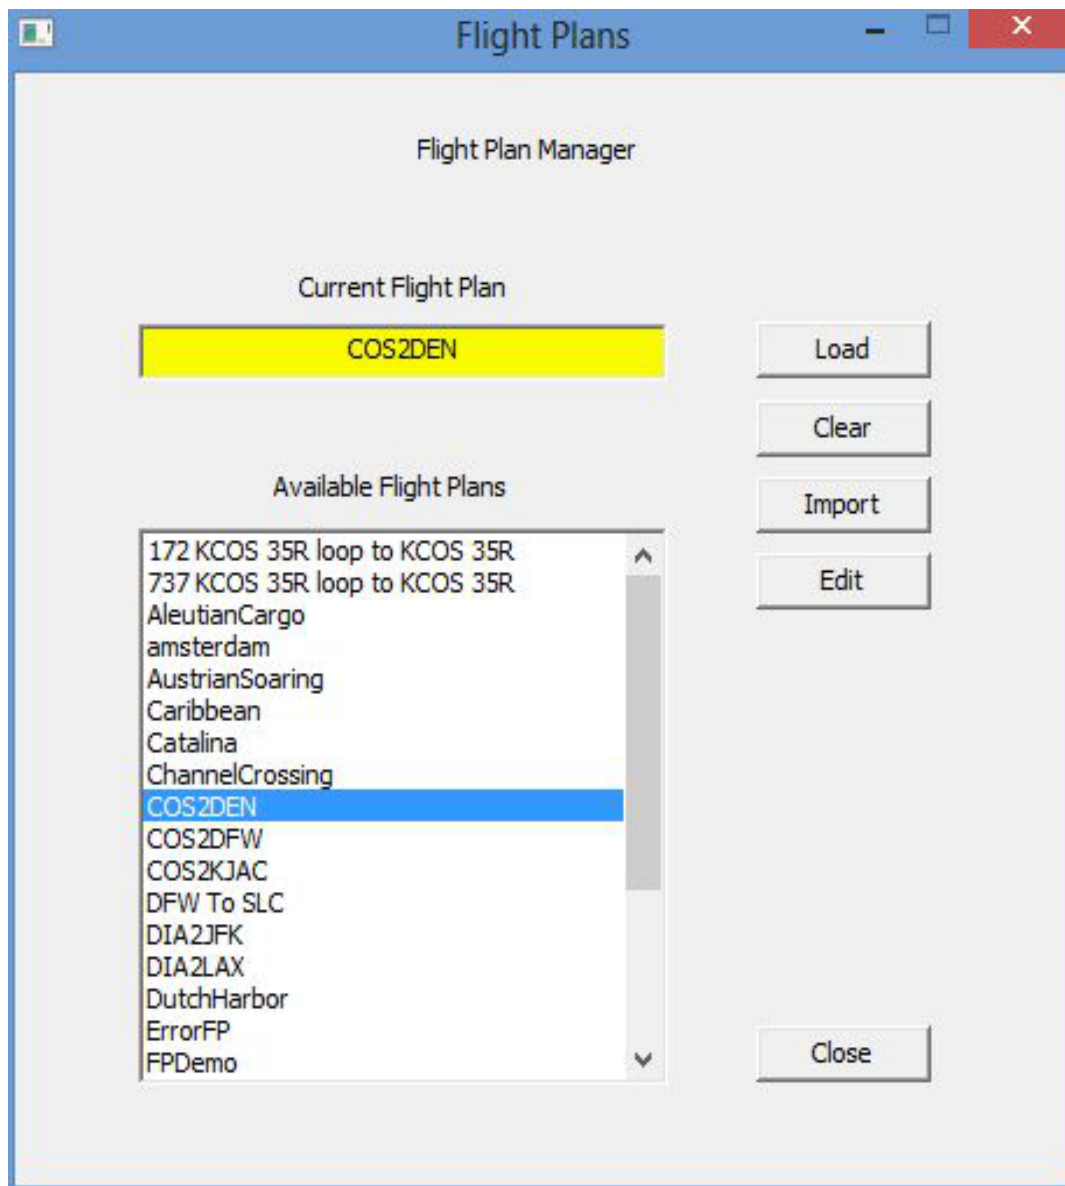 Flight Plans
Flight Plan Manager
Current Flight Plan
COS2DEN
Load
Clear
Import
Edit
Available Flight Plans
172 KCOS 35R loop to KCOS 35R
737 KCOS 35R loop to KCOS 35R
AleutianCargo
amsterdam
AustrianSoaring
Caribbean
Catalina
ChannelCrossing
COS2DEN
COS2DFW
COS2KJAC
DFW To SLC
DIA2JFK
DIA2LAX
DutchHarbor
ErrorFP
FPDemo
Close